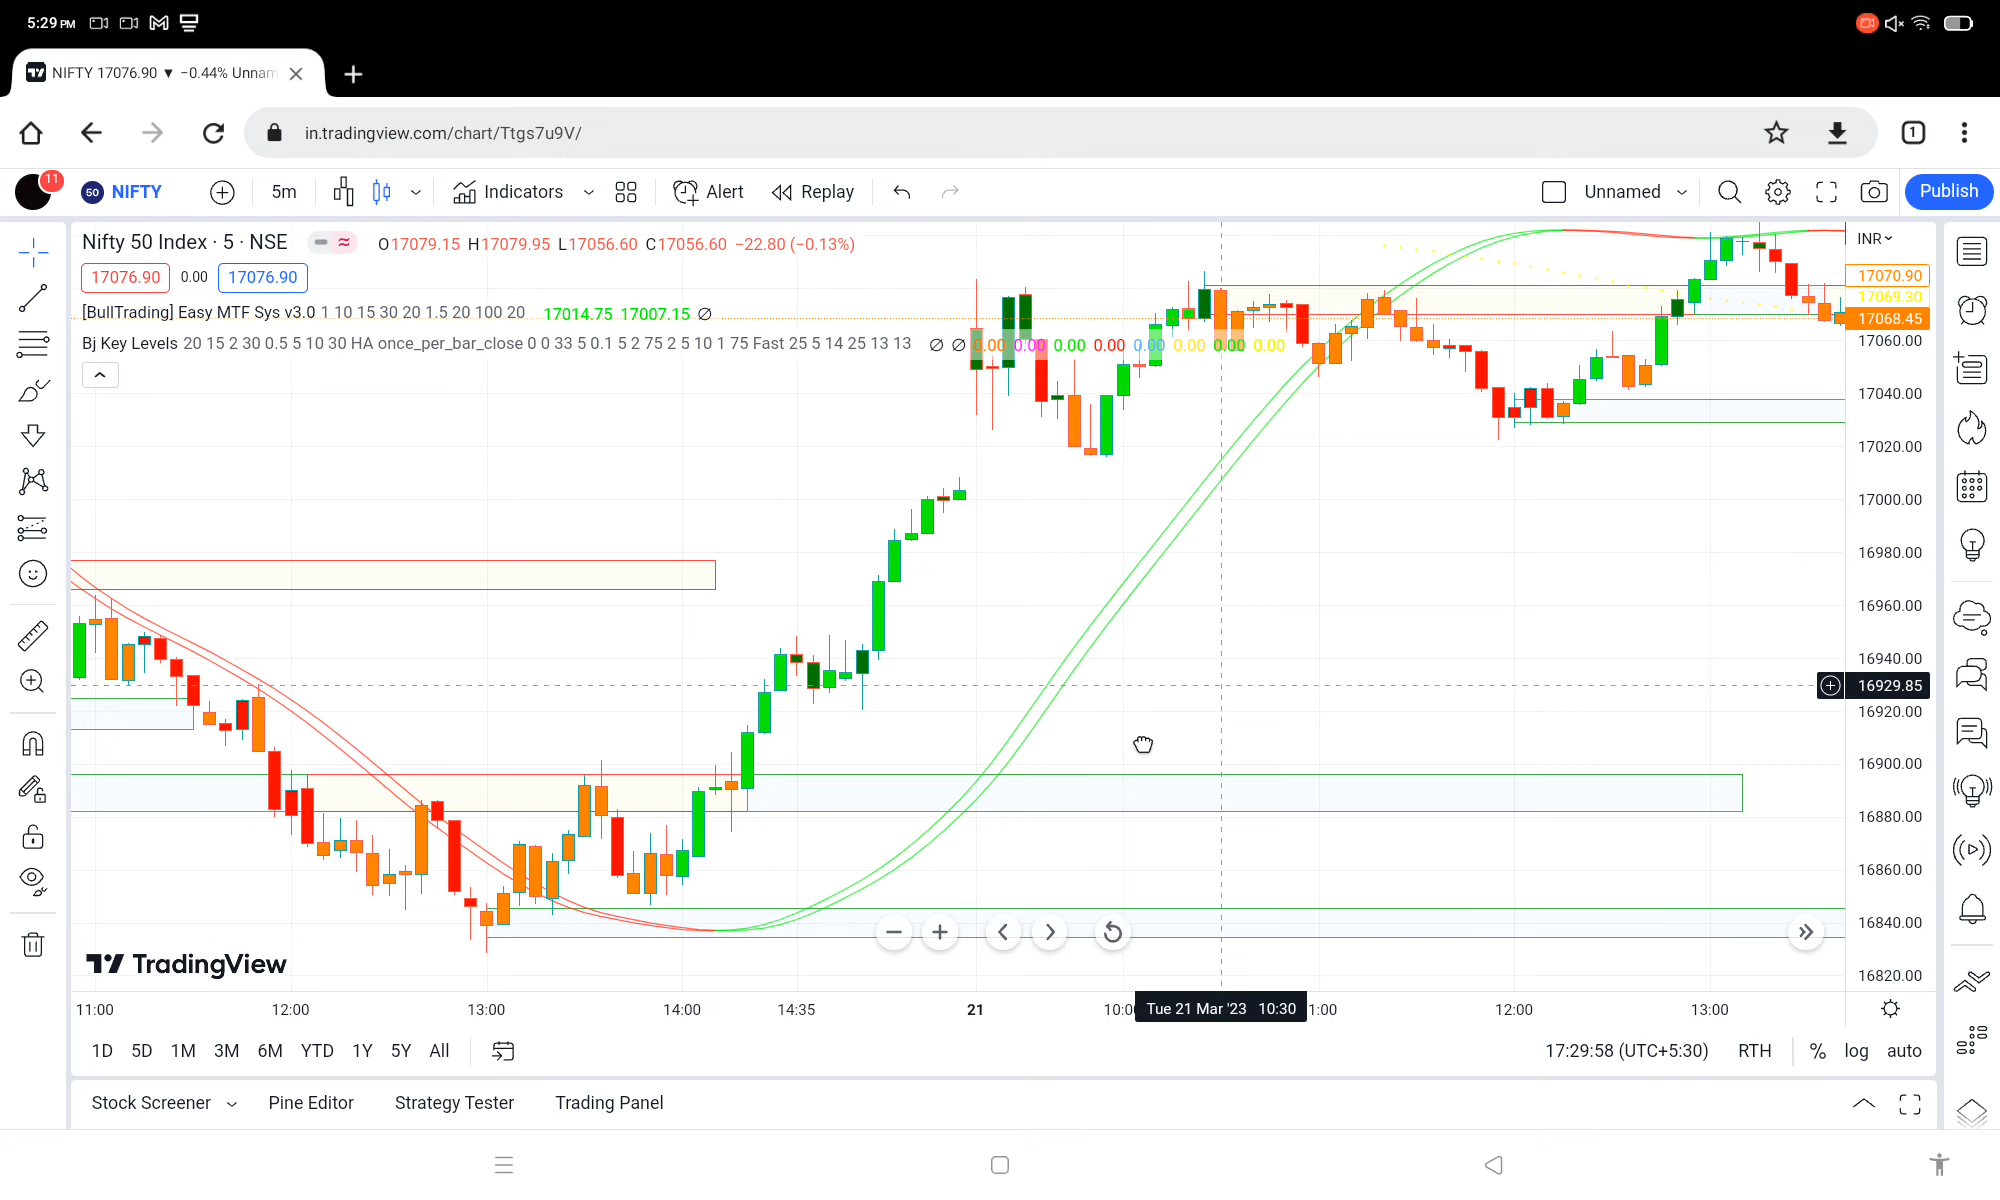 5:29 PM
NIFTY 17076.90 ▼ −0.44% Unnam
in.tradingview.com/chart/Ttgs7u9V/
1
11
50 NIFTY 5m Indicators Alert Replay Unnamed Publish
Nifty 50 Index · 5 · NSE O17079.15 H17079.95 L17056.60 C17056.60 −22.80 (−0.13%)
INR
17076.90 0.00 17076.90
17070.90
17069.30
[BullTrading] Easy MTF Sys v3.0 1 10 15 30 20 1.5 20 100 20 17014.75 17007.15 ∅
17068.45
Bj Key Levels 20 15 2 30 0.5 5 10 30 HA once_per_bar_close 0 0 33 5 0.1 5 2 75 2 5 10 1 75 Fast 25 5 14 25 13 13 ∅ ∅ 0.00 0.00 0.00 0.00 0.00 0.00 0.00 0.00
17060.00
17040.00
17020.00
17000.00
16980.00
16960.00
16940.00
16929.85
16920.00
16900.00
16880.00
16860.00
16840.00
16820.00
TradingView
11:00 12:00 13:00 14:00 14:35 21 10:00 Tue 21 Mar '23 10:30 1:00 12:00 13:00
1D 5D 1M 3M 6M YTD 1Y 5Y All 17:29:58 (UTC+5:30) RTH % log auto
Stock Screener Pine Editor Strategy Tester Trading Panel